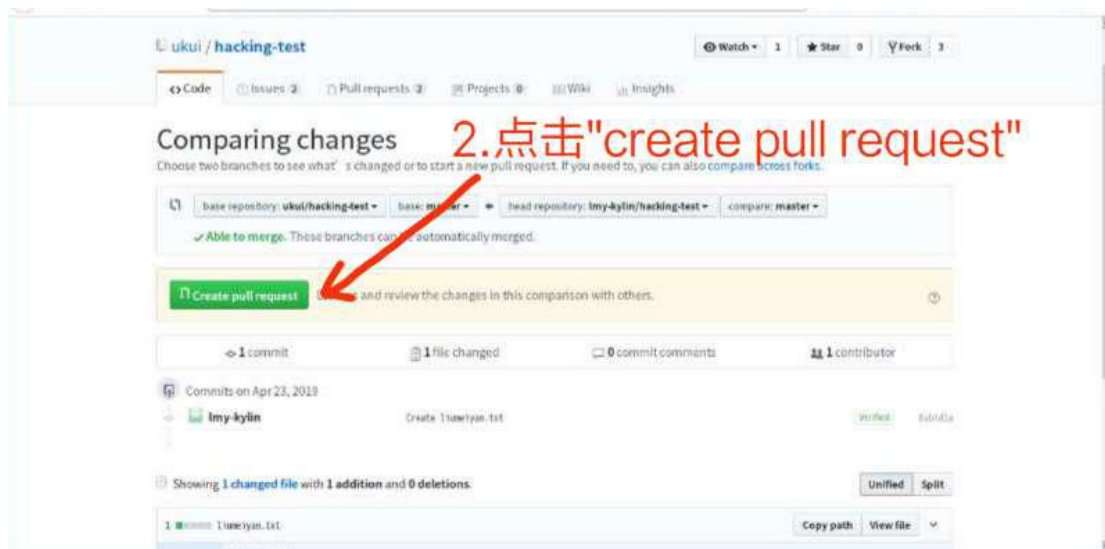 ukui / hacking-test
Watch 1 Star 0 Fork 3
Code Issues 2 Pull requests 2 Projects 0 Wiki Insights
Comparing changes
2.点击"create pull request"
Choose two branches to see what's changed or to start a new pull request. If you need to, you can also compare across forks.
base repository: ukui/hacking-test base: master head repository: lmy-kylin/hacking-test compare: master
Able to merge. These branches can be automatically merged.
Create pull request and review the changes in this comparison with others.
1 commit 1 file changed 0 commit comments 1 contributor
Commits on Apr 23, 2019
lmy-kylin Create Verified
Showing 1 changed file with 1 addition and 0 deletions.
Unified Split
1 Copy path View file